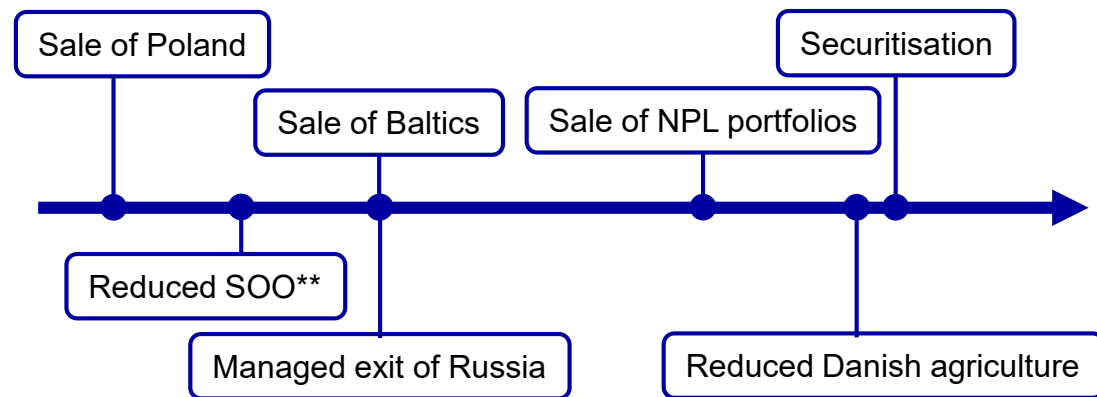 Sale of Poland
Securitisation
Sale of Baltics
Sale of NPL portfolios
Reduced SOO**
Managed exit of Russia
Reduced Danish agriculture